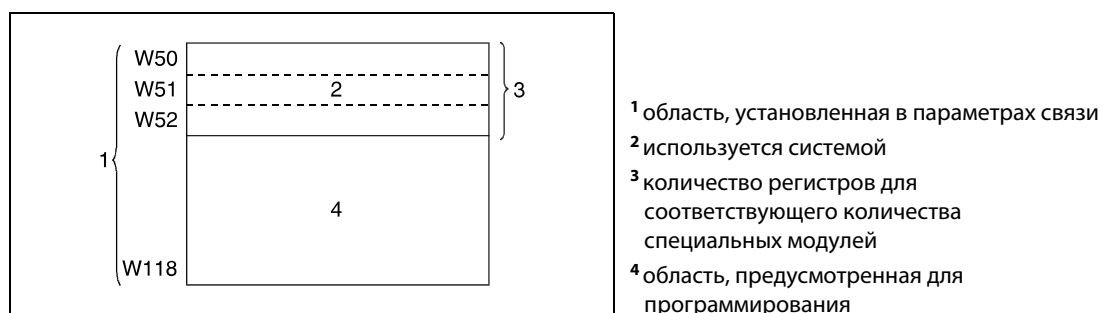 W50
W51
2
3
W52
1
4
W118
1 область, установленная в параметрах связи
2 используется системой
3 количество регистров для
соответствующего количества
специальных модулей
4 область, предусмотренная для
программирования